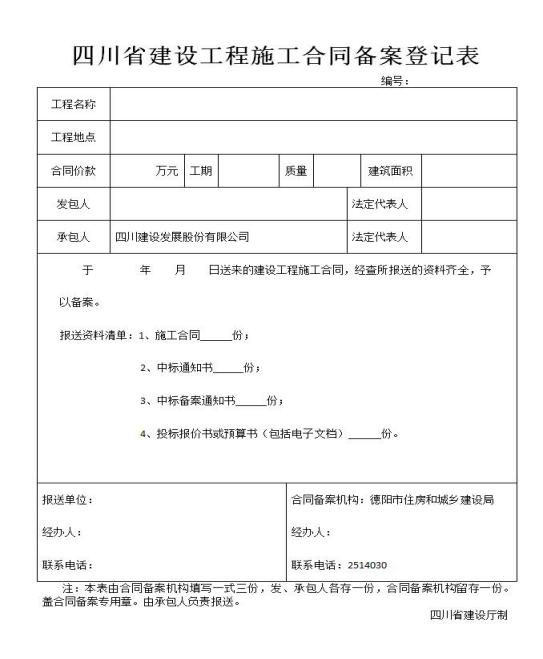 四川省建设工程施工合同备案登记表
编号：
工程名称
工程地点
合同价款 万元 工期 质量 建筑面积
发包人 法定代表人
承包人 四川建设发展股份有限公司 法定代表人
于 年 月 日送来的建设工程施工合同，经查所报送的资料齐全，予
以备案。
报送资料清单：1、施工合同______份；
2、中标通知书______份；
3、中标备案通知书______份；
4、投标报价书或预算书（包括电子文档）______份。
报送单位： 合同备案机构：德阳市住房和城乡建设局
经办人： 经办人：
联系电话： 联系电话：2514030
注：本表由合同备案机构填写一式三份，发、承包人各存一份，合同备案机构留存一份。
盖合同备案专用章。由承包人负责报送。
四川省建设厅制